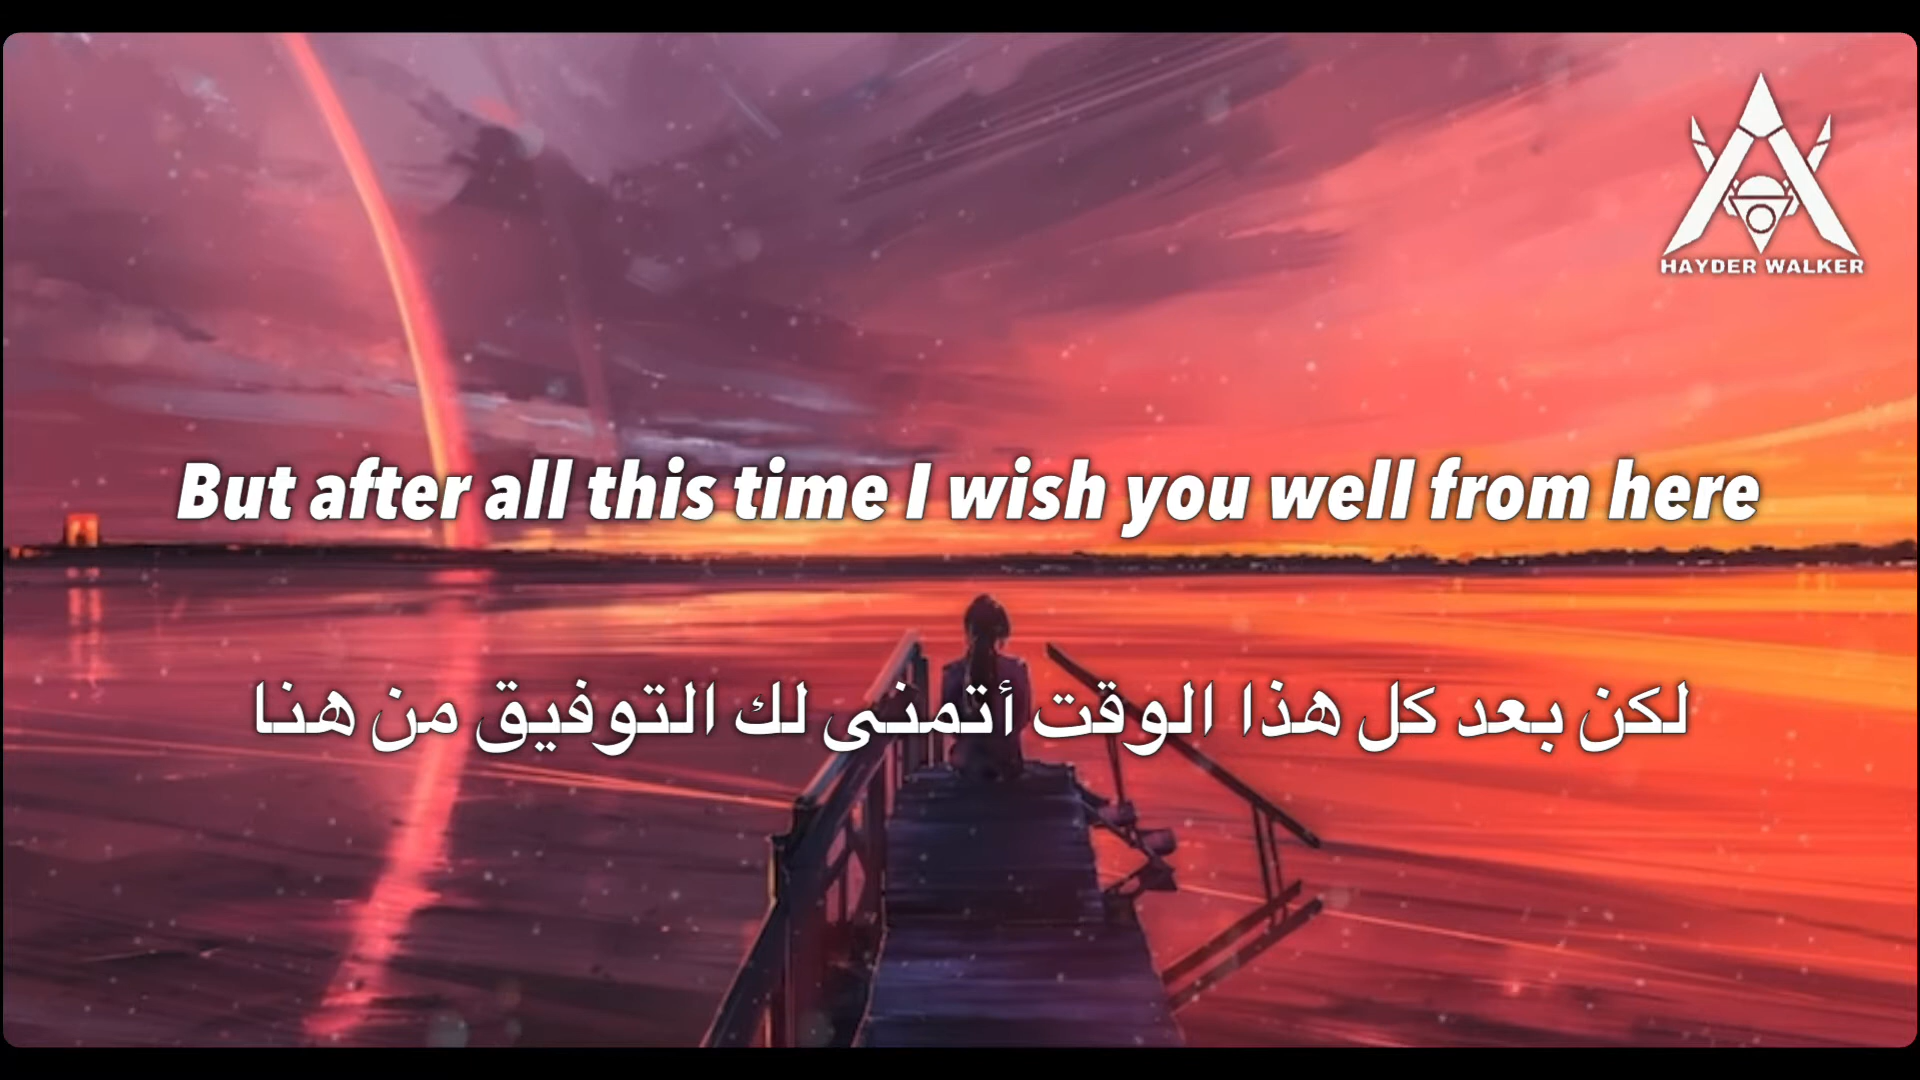 HAYDER WALKER
But after all this time I wish you well from here
لكن بعد كل هذا الوقت أتمنى لك التوفيق من هنا